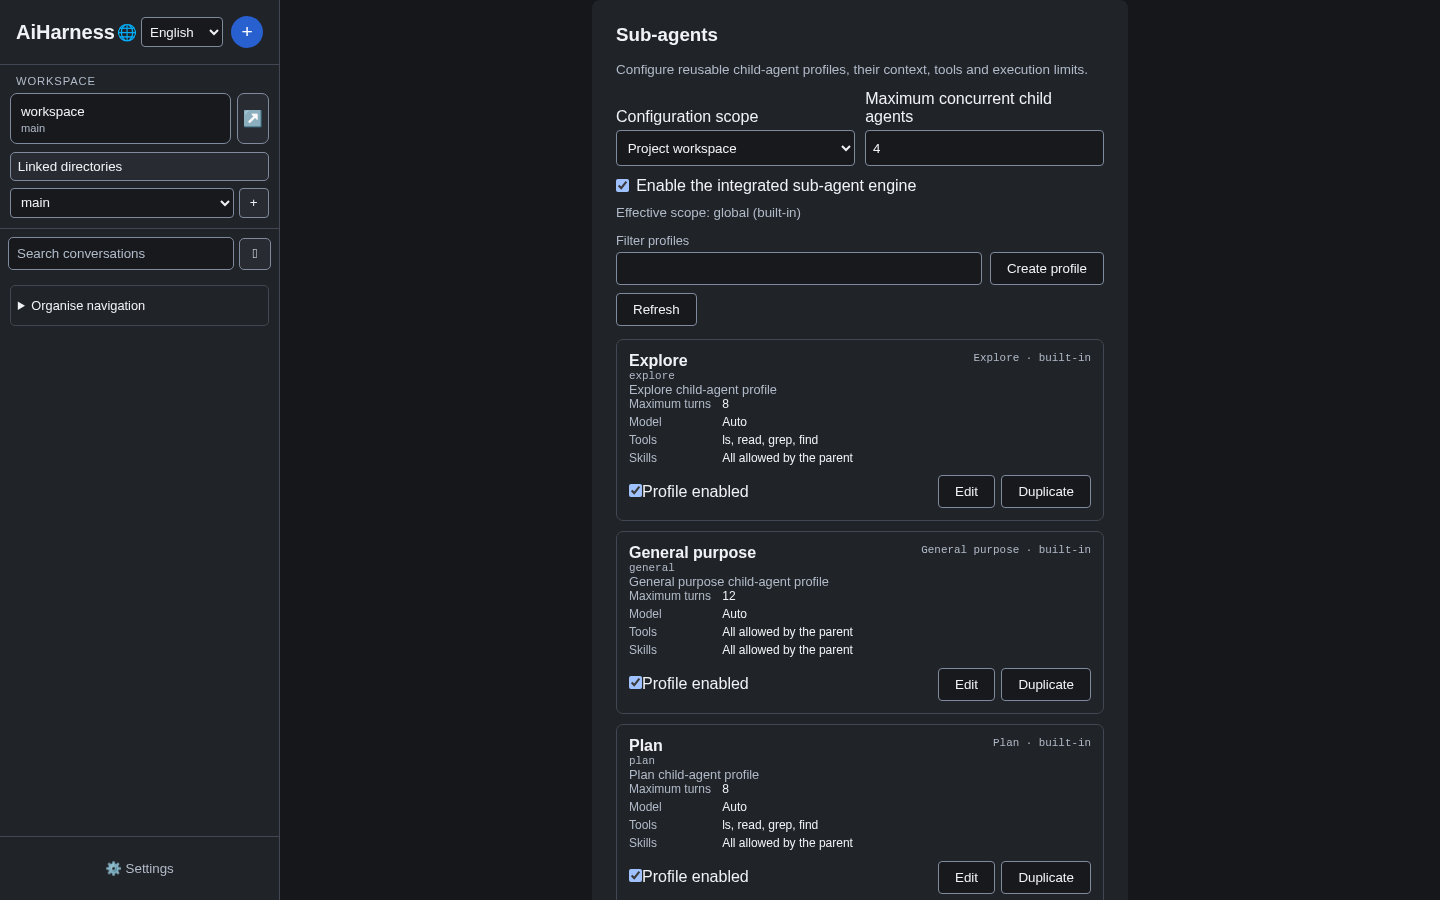 AiHarness
English
+
WORKSPACE
workspace
main
Linked directories
main
+
Search conversations
Organise navigation
Settings
Sub-agents
Configure reusable child-agent profiles, their context, tools and execution limits.
Configuration scope
Maximum concurrent child
agents
Project workspace
4
Enable the integrated sub-agent engine
Effective scope: global (built-in)
Filter profiles
Create profile
Refresh
Explore
Explore · built-in
explore
Explore child-agent profile
Maximum turns 8
Model Auto
Tools ls, read, grep, find
Skills All allowed by the parent
Profile enabled
Edit
Duplicate
General purpose
General purpose · built-in
general
General purpose child-agent profile
Maximum turns 12
Model Auto
Tools All allowed by the parent
Skills All allowed by the parent
Profile enabled
Edit
Duplicate
Plan
Plan · built-in
plan
Plan child-agent profile
Maximum turns 8
Model Auto
Tools ls, read, grep, find
Skills All allowed by the parent
Profile enabled
Edit
Duplicate